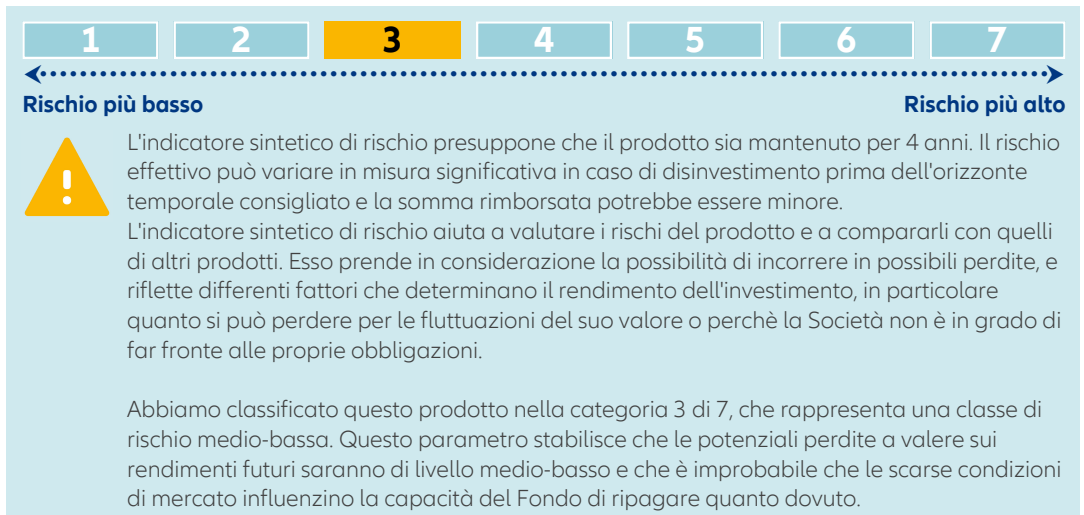 1 2 3 4 5 6 7
Rischio più basso Rischio più alto
L'indicatore sintetico di rischio presuppone che il prodotto sia mantenuto per 4 anni. Il rischio
effettivo può variare in misura significativa in caso di disinvestimento prima dell'orizzonte
temporale consigliato e la somma rimborsata potrebbe essere minore.
L'indicatore sintetico di rischio aiuta a valutare i rischi del prodotto e a compararli con quelli
di altri prodotti. Esso prende in considerazione la possibilità di incorrere in possibili perdite, e
riflette differenti fattori che determinano il rendimento dell'investimento, in particolare
quanto si può perdere per le fluttuazioni del suo valore o perchè la Società non è in grado di
far fronte alle proprie obbligazioni.
Abbiamo classificato questo prodotto nella categoria 3 di 7, che rappresenta una classe di
rischio medio-bassa. Questo parametro stabilisce che le potenziali perdite a valere sui
rendimenti futuri saranno di livello medio-basso e che è improbabile che le scarse condizioni
di mercato influenzino la capacità del Fondo di ripagare quanto dovuto.